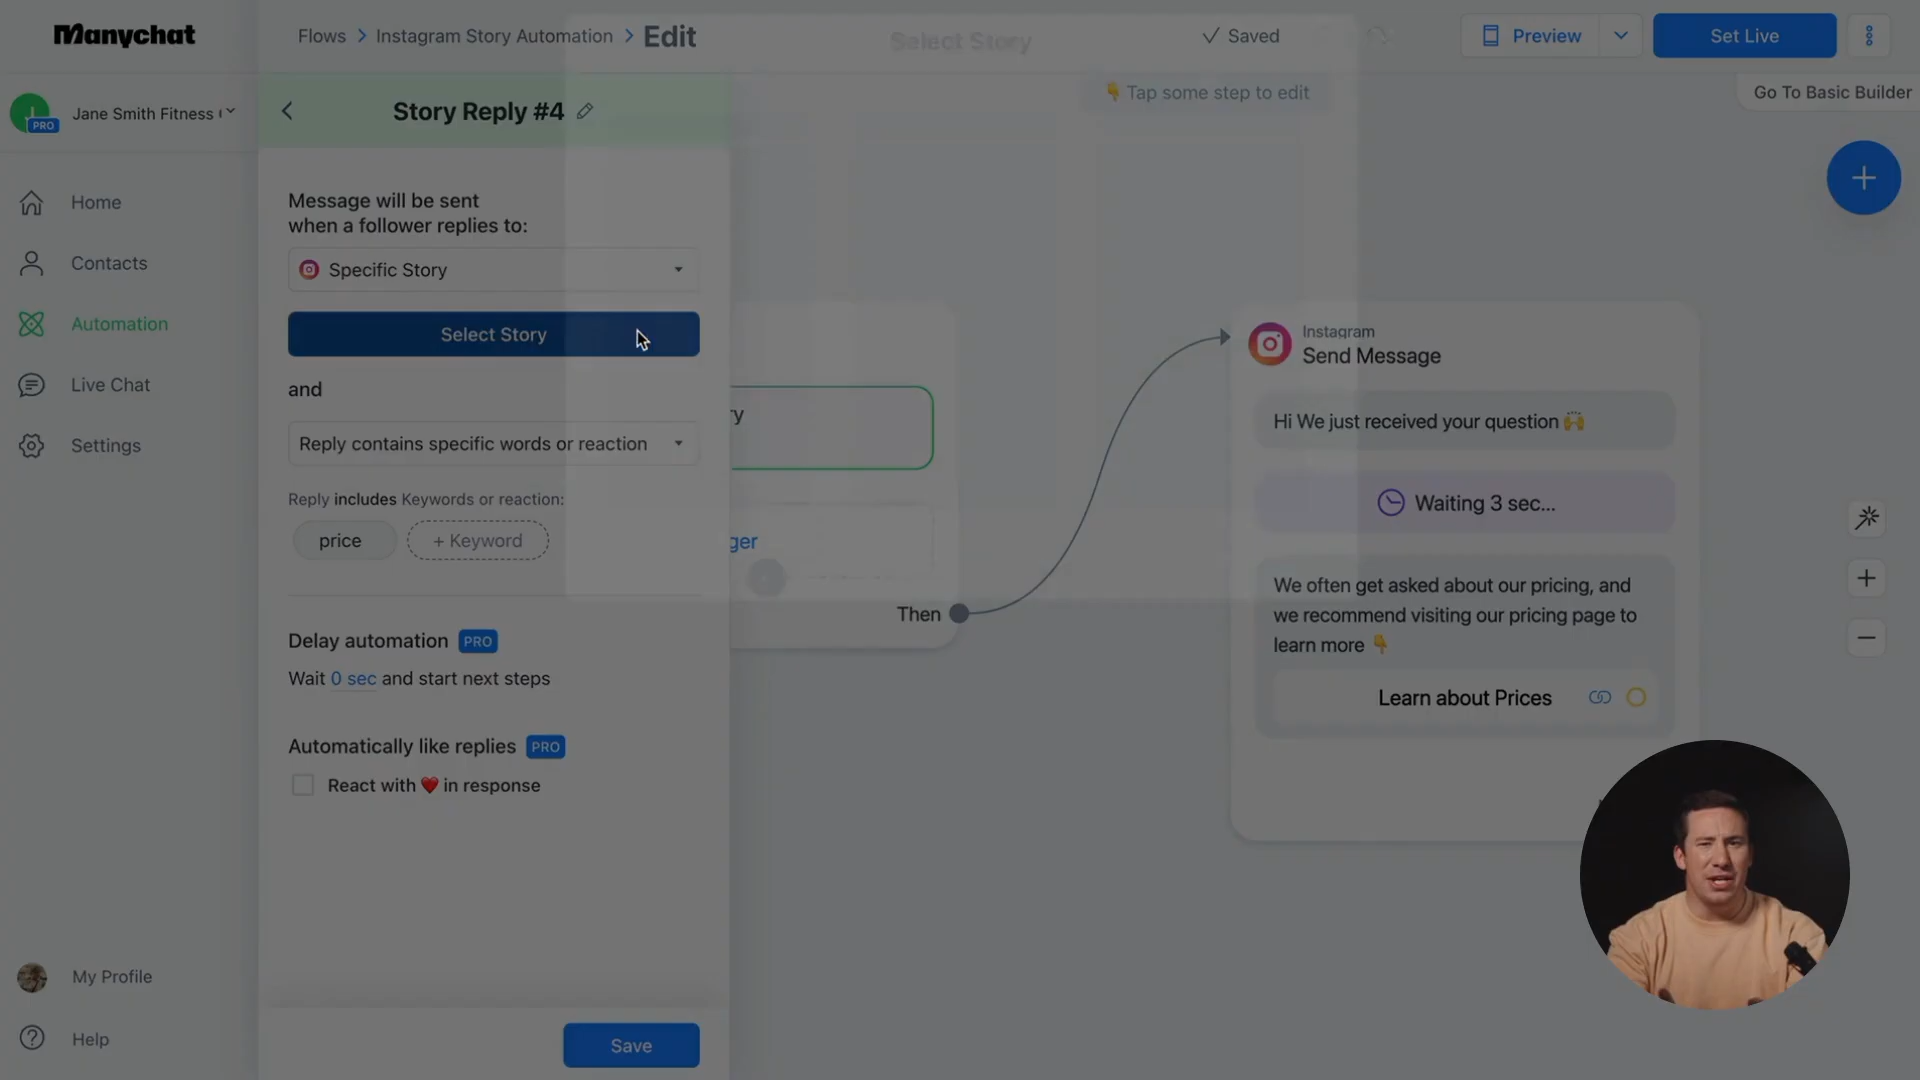 Manychat
Flows
Instagram Story Automation
Edit
Select Story
Saved
Preview
Set Live
Jane Smith Fitness
PRO
Story Reply #4
Tap some step to edit
Go To Basic Builder
Home
Contacts
Automation
Live Chat
Settings
My Profile
Help
Message will be sent
when a follower replies to:
Specific Story
Select Story
and
Reply contains specific words or reaction
Reply includes Keywords or reaction:
price
+ Keyword
Delay automation PRO
Wait 0 sec and start next steps
Automatically like replies PRO
React with ❤️ in response
Save
Then
Instagram
Send Message
Hi We just received your question 🙌
Waiting 3 sec...
We often get asked about our pricing, and
we recommend visiting our pricing page to
learn more 👇
Learn about Prices